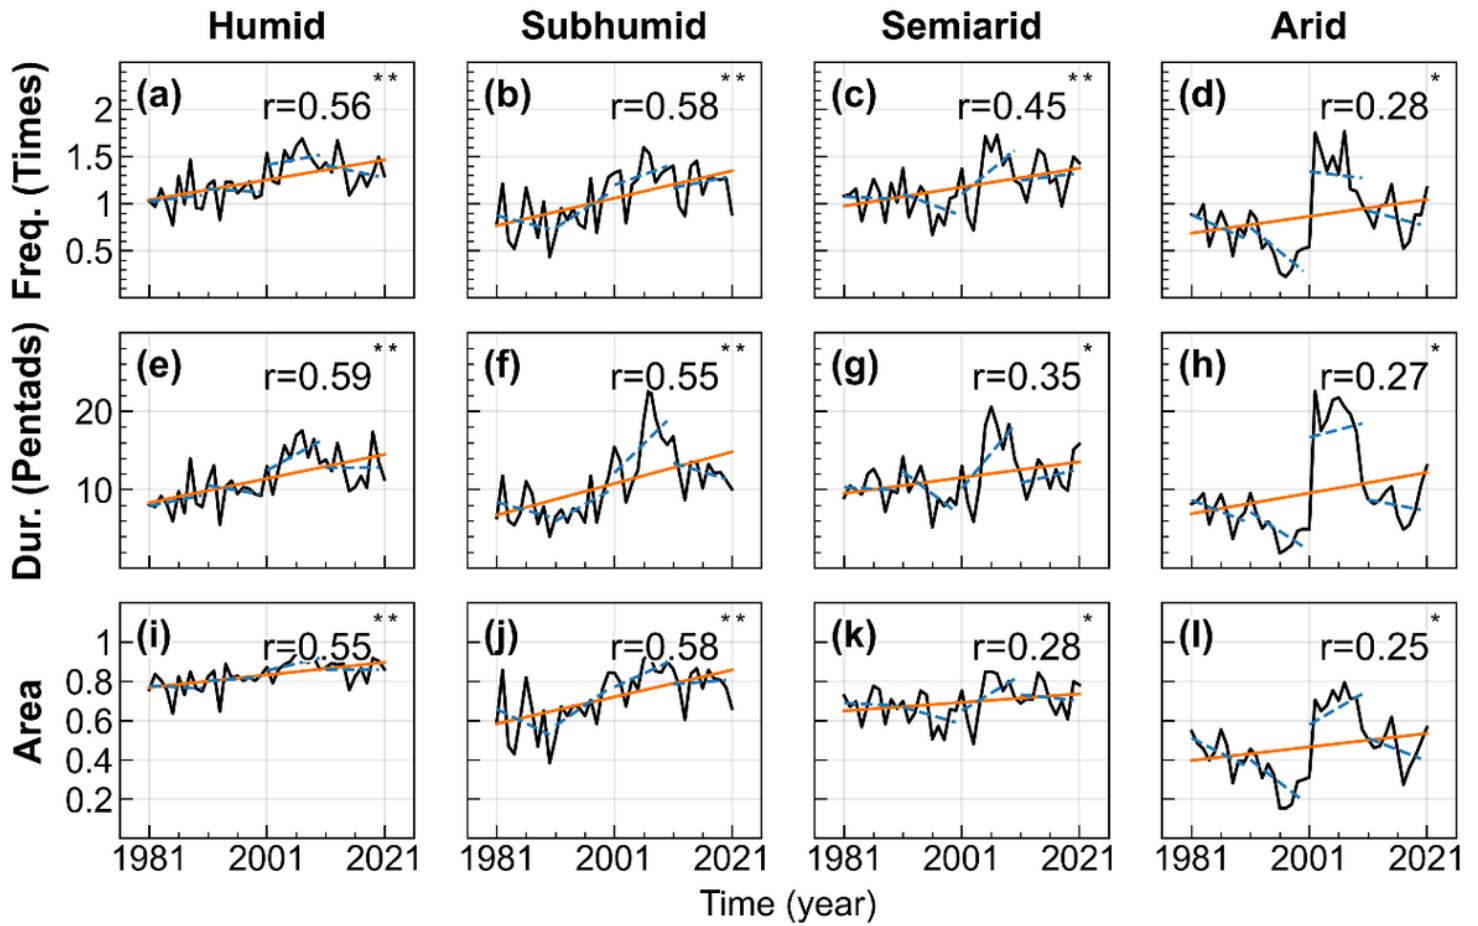 Humid Subhumid Semiarid Arid
Freq. (Times)
2
1.5
1
0.5
(a) r=0.56 **
(b) r=0.58 **
(c) r=0.45 **
(d) r=0.28 *
Dur. (Pentads)
20
10
(e) r=0.59 **
(f) r=0.55 **
(g) r=0.35 *
(h) r=0.27 *
Area
1
0.8
0.6
0.4
0.2
(i) r=0.55 **
(j) r=0.58 **
(k) r=0.28 *
(l) r=0.25 *
1981 2001 2021 1981 2001 2021 1981 2001 2021 1981 2001 2021
Time (year)